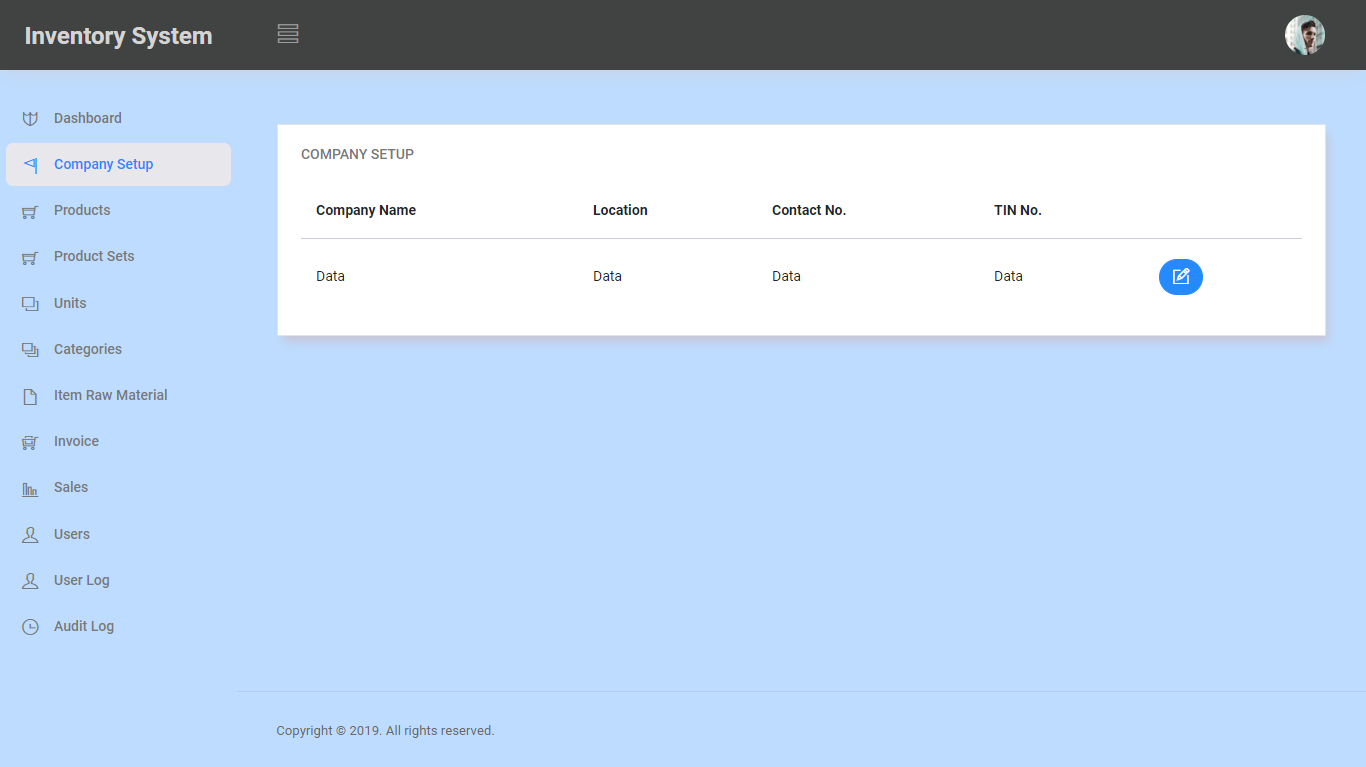 Inventory System
Dashboard
Company Setup
Products
Product Sets
Units
Categories
Item Raw Material
Invoice
Sales
Users
User Log
Audit Log
COMPANY SETUP
Company Name Location Contact No. TIN No.
Data Data Data Data
Copyright © 2019. All rights reserved.